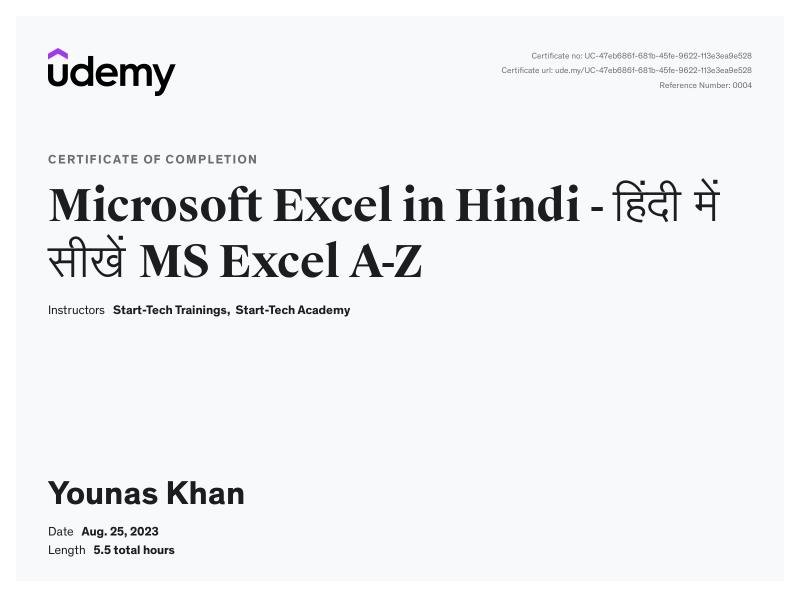 udemy
Certificate no: UC-47eb686f-681b-45fe-9622-113e3ea9e528
Certificate url: ude.my/UC-47eb686f-681b-45fe-9622-113e3ea9e528
Reference Number: 0004
CERTIFICATE OF COMPLETION
Microsoft Excel in Hindi - हिंदी में
सीखें MS Excel A-Z
Instructors Start-Tech Trainings, Start-Tech Academy
Younas Khan
Date Aug. 25, 2023
Length 5.5 total hours